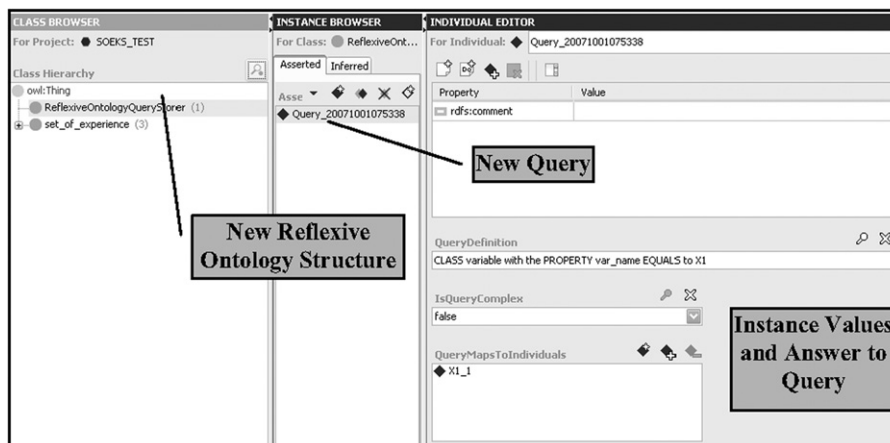 CLASS BROWSER
For Project: SOEKS_TEST
Class Hierarchy
owl:Thing
ReflexiveOntologyQueryStorer (1)
set_of_experience (3)
New Reflexive
Ontology Structure
INSTANCE BROWSER
For Class: ReflexiveOnt...
Asserted Inferred
Asse
Query_20071001075338
New Query
INDIVIDUAL EDITOR
For Individual: Query_20071001075338
Property Value
rdfs:comment
QueryDefinition
CLASS variable with the PROPERTY var_name EQUALS to X1
IsQueryComplex
false
QueryMapsToIndividuals
X1_1
Instance Values
and Answer to
Query